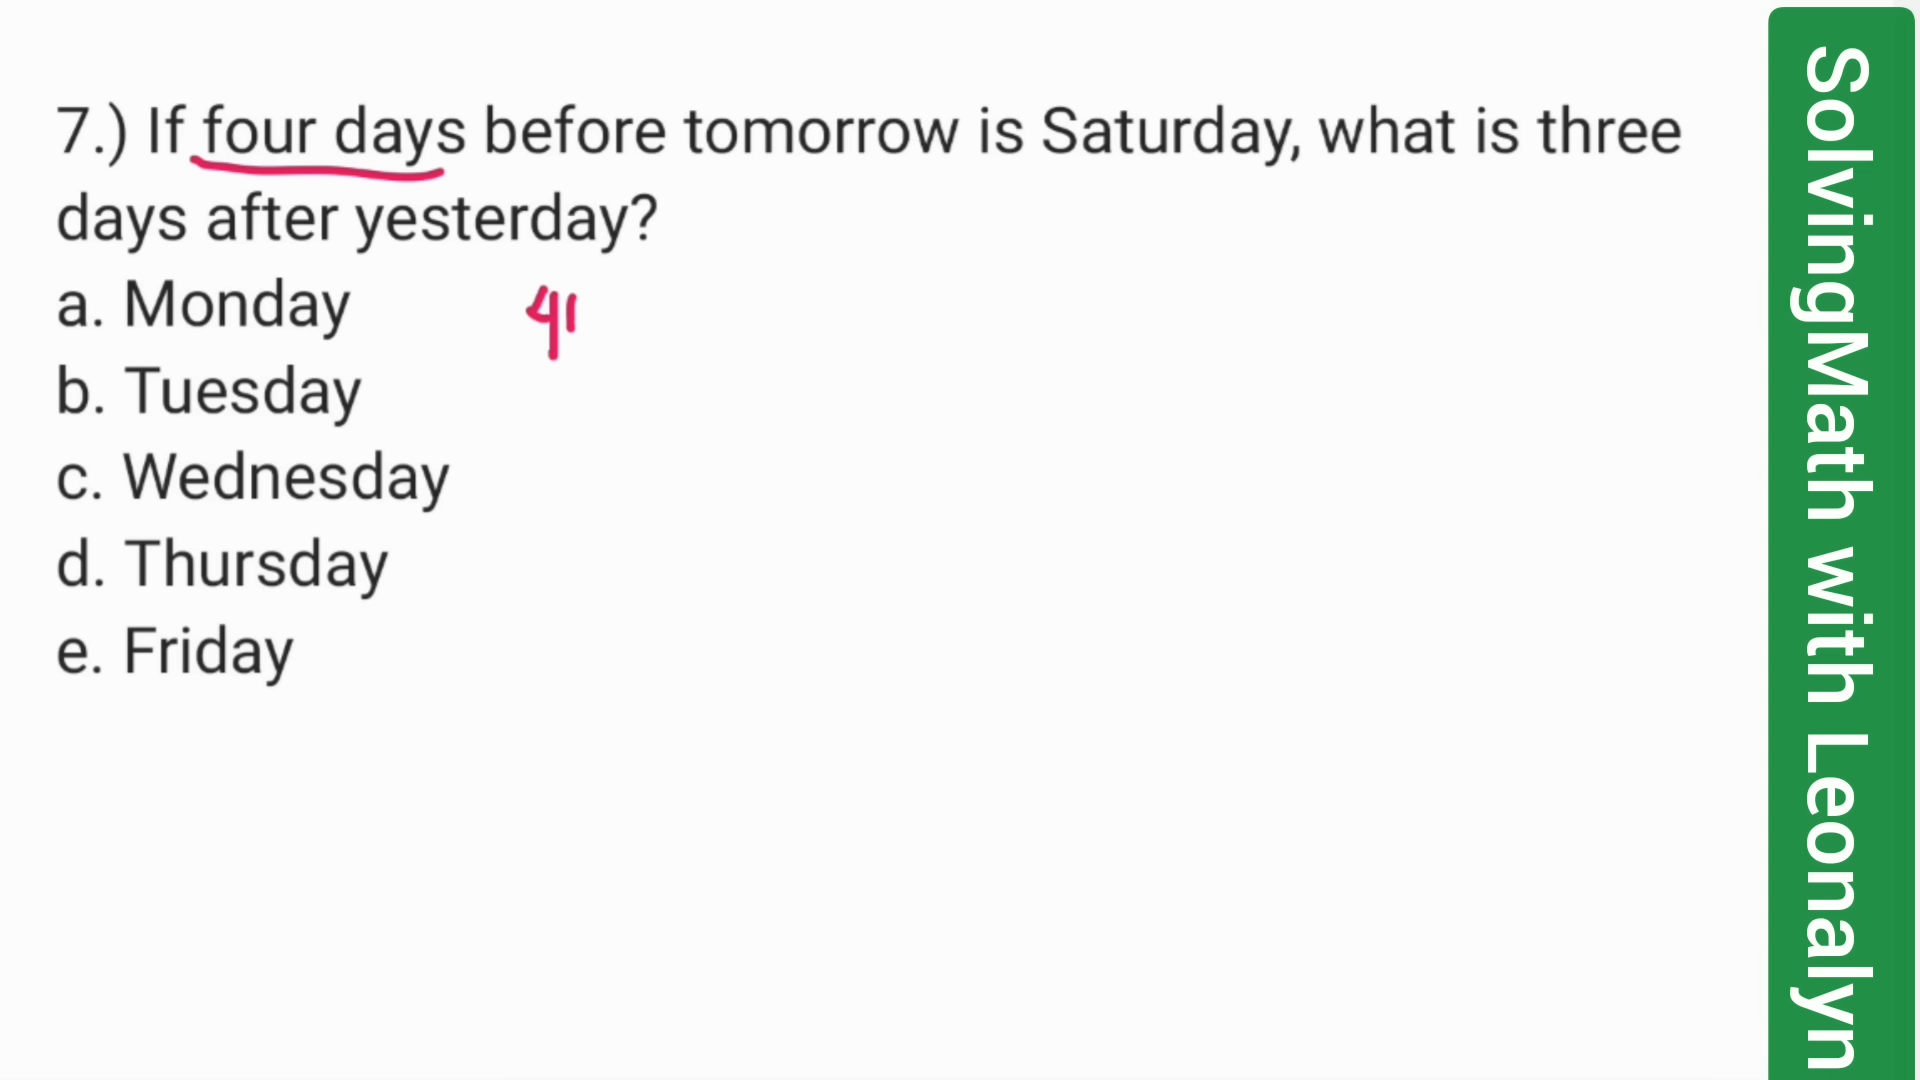 7.) If four days before tomorrow is Saturday, what is three
days after yesterday?
a. Monday
b. Tuesday
c. Wednesday
d. Thursday
e. Friday
SolvingMath with Leonalyn